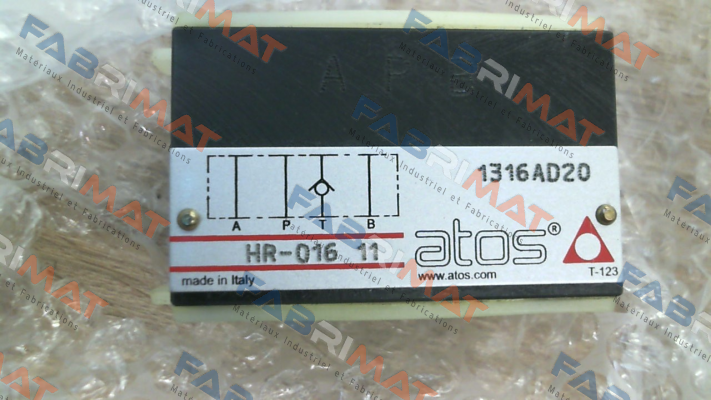 A P B
1316AD20
A P B
HR-016 11
atos®
made in Italy
www.atos.com
T-123
FABRIMAT
Materiaux Industriel et Fabrications